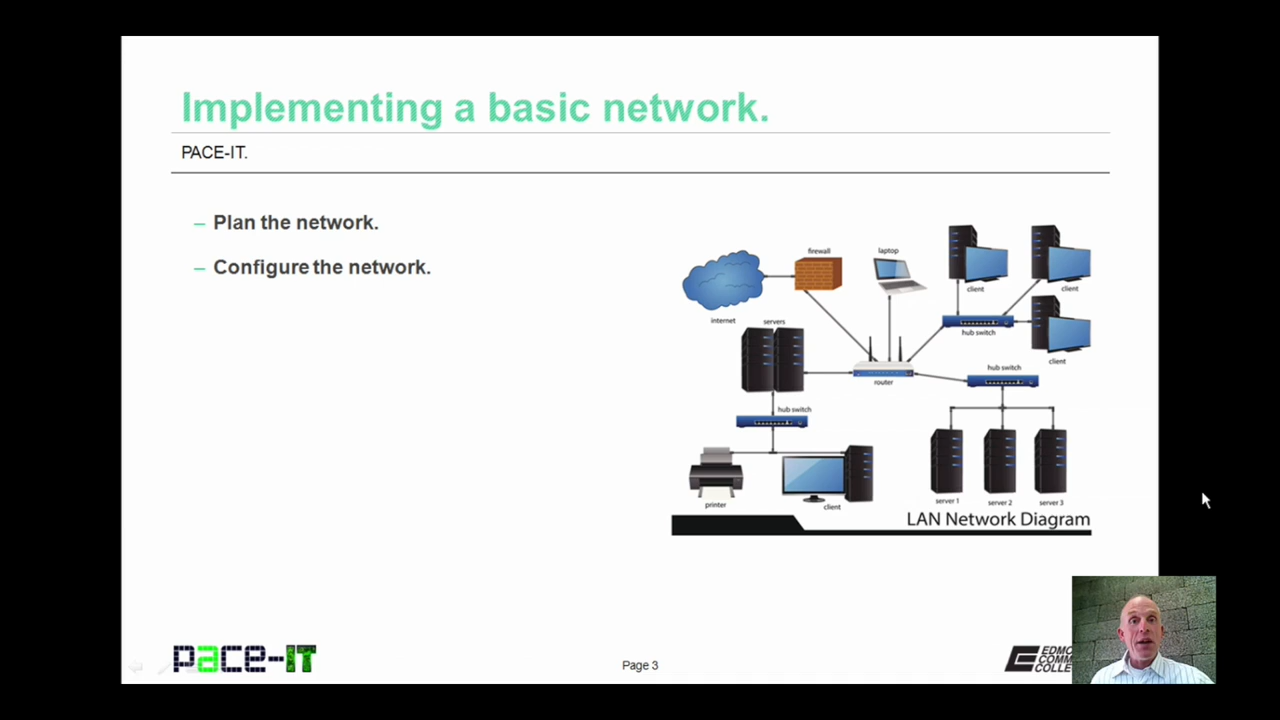 Implementing a basic network.
PACE-IT.
– Plan the network.
– Configure the network.
firewall
laptop
client
client
internet
servers
hub switch
client
router
hub switch
hub switch
printer
client
server 1
server 2
server 3
LAN Network Diagram
pace-IT
Page 3